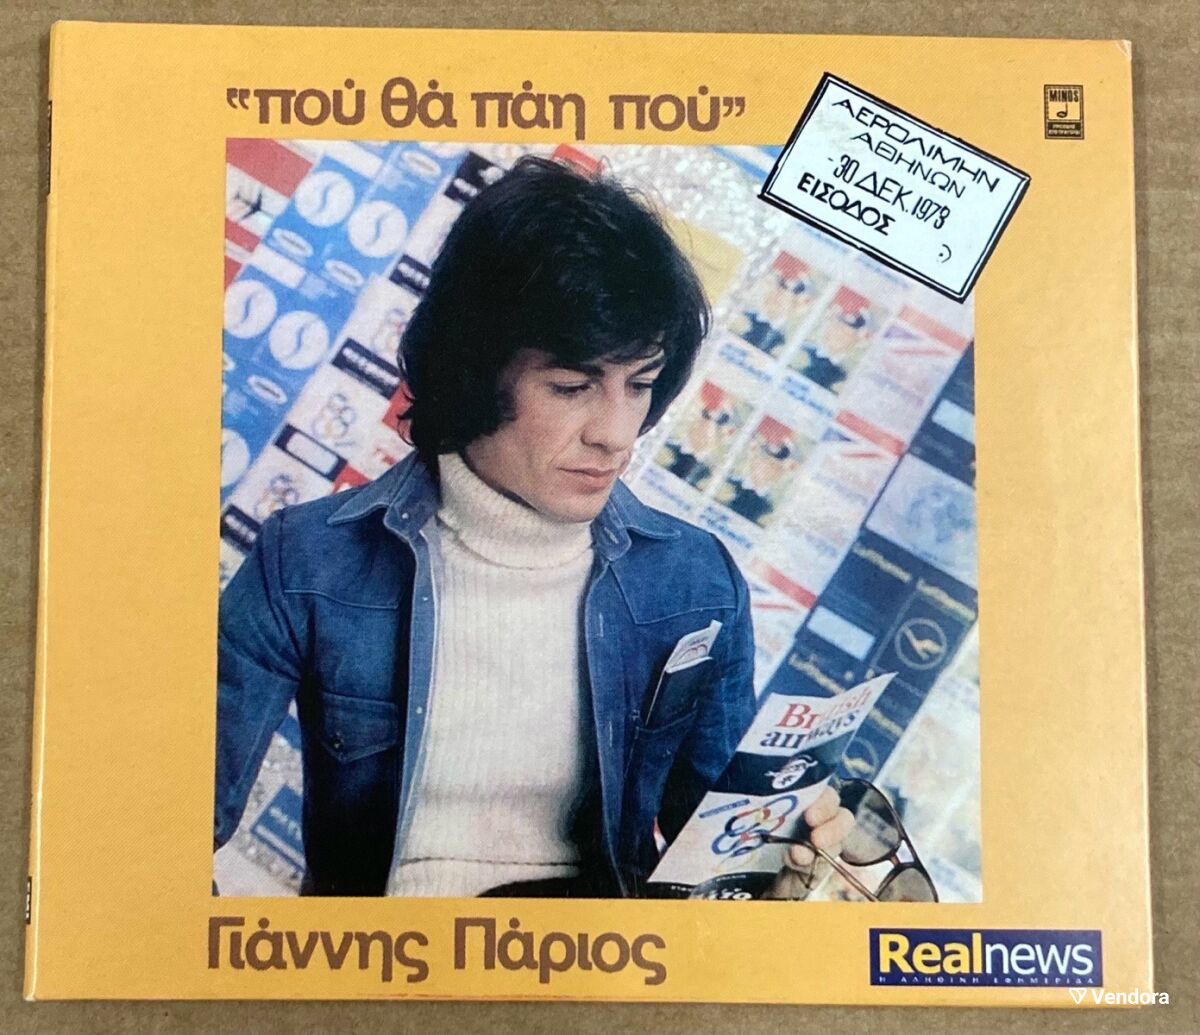 “πού θά πάη πού”
ΑΕΡΟΛΙΜΗΝ
ΑΘΗΝΩΝ
- 30 ΔΕΚ. 1973
ΕΙΣΟΔΟΣ
MINOS
British
airways
Lufthansa
Γιάννης Πάριος
Realnews
Η ΑΛΗΘΙΝΗ ΕΦΗΜΕΡΙΔΑ
Vendora